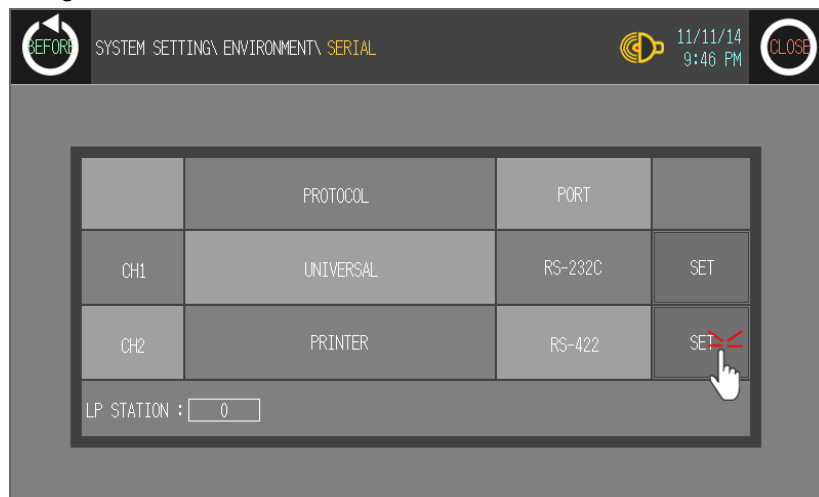 BEFORE
SYSTEM SETTING\ ENVIRONMENT\ SERIAL
11/11/14
9:46 PM
CLOSE
PROTOCOL PORT
CH1 UNIVERSAL RS-232C SET
CH2 PRINTER RS-422 SET
LP STATION : 0